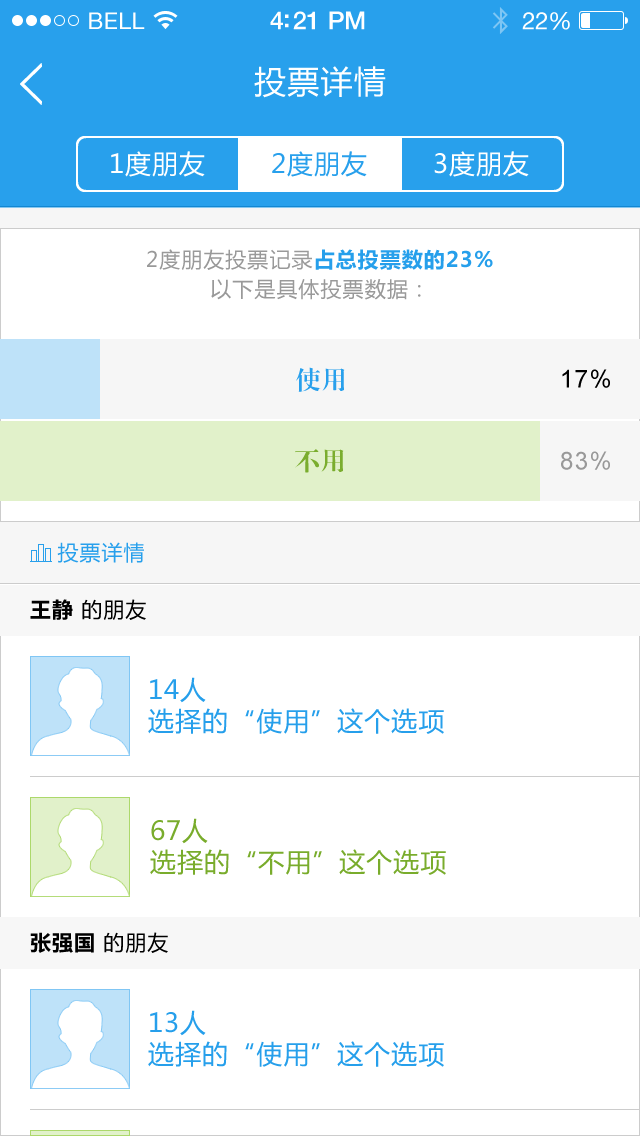 BELL 4:21 PM 22%
投票详情
1度朋友 2度朋友 3度朋友
2度朋友投票记录占总投票数的23%
以下是具体投票数据：
使用 17%
不用 83%
投票详情
王静 的朋友
14人
选择的“使用”这个选项
67人
选择的“不用”这个选项
张强国 的朋友
13人
选择的“使用”这个选项